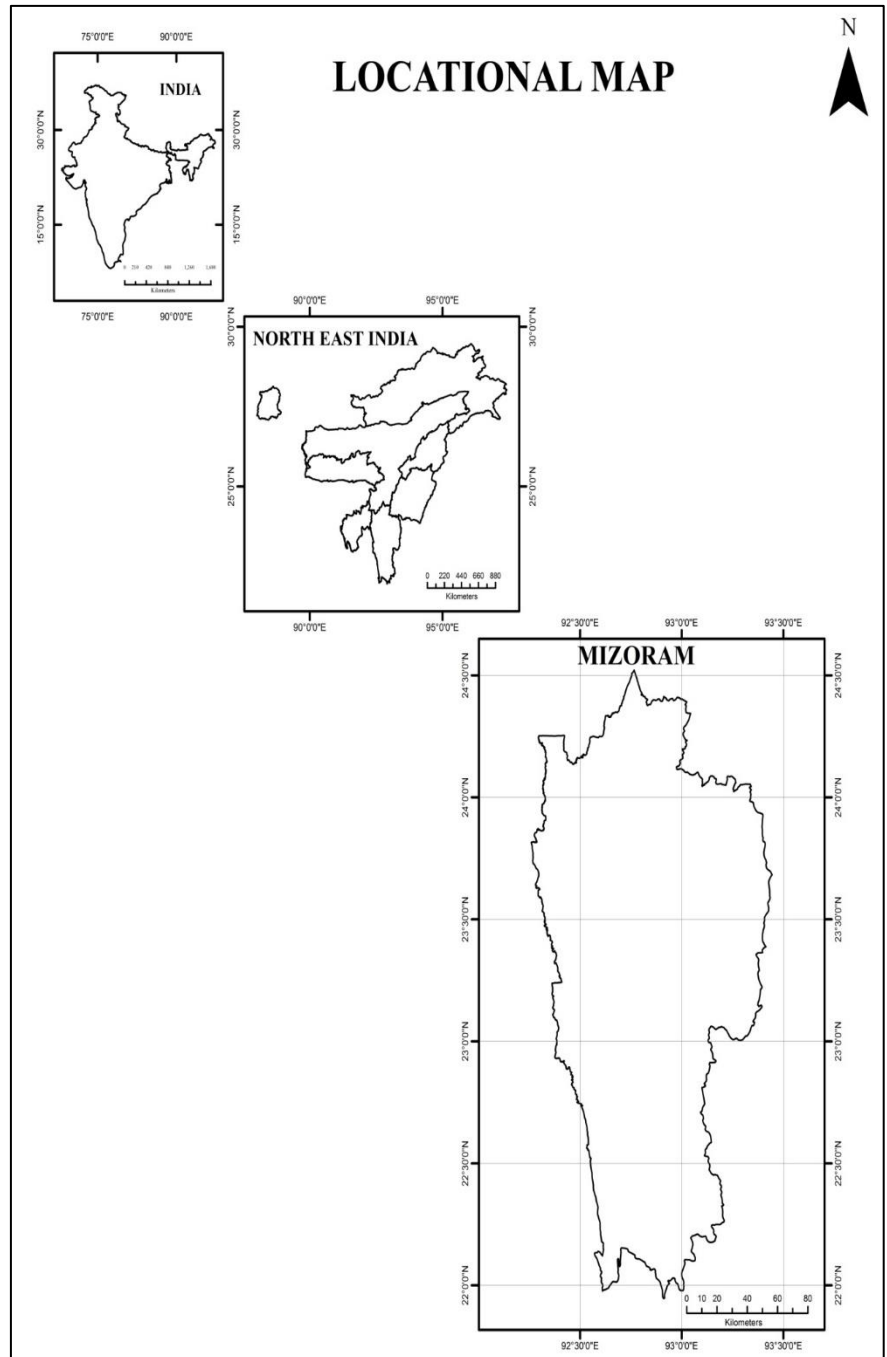 N
LOCATIONAL MAP
75°0'0"E 90°0'0"E
INDIA
30°0'0"N 30°0'0"N
15°0'0"N 15°0'0"N
Kilometers
75°0'0"E 90°0'0"E
90°0'0"E 95°0'0"E
NORTH EAST INDIA
30°0'0"N 30°0'0"N
25°0'0"N 25°0'0"N
0 220 440 660 880
Kilometers
90°0'0"E 95°0'0"E
92°30'0"E 93°0'0"E 93°30'0"E
MIZORAM
24°30'0"N 24°30'0"N
24°0'0"N 24°0'0"N
23°30'0"N 23°30'0"N
23°0'0"N 23°0'0"N
22°30'0"N 22°30'0"N
22°0'0"N 22°0'0"N
0 10 20 40 60 80
Kilometers
92°30'0"E 93°0'0"E 93°30'0"E